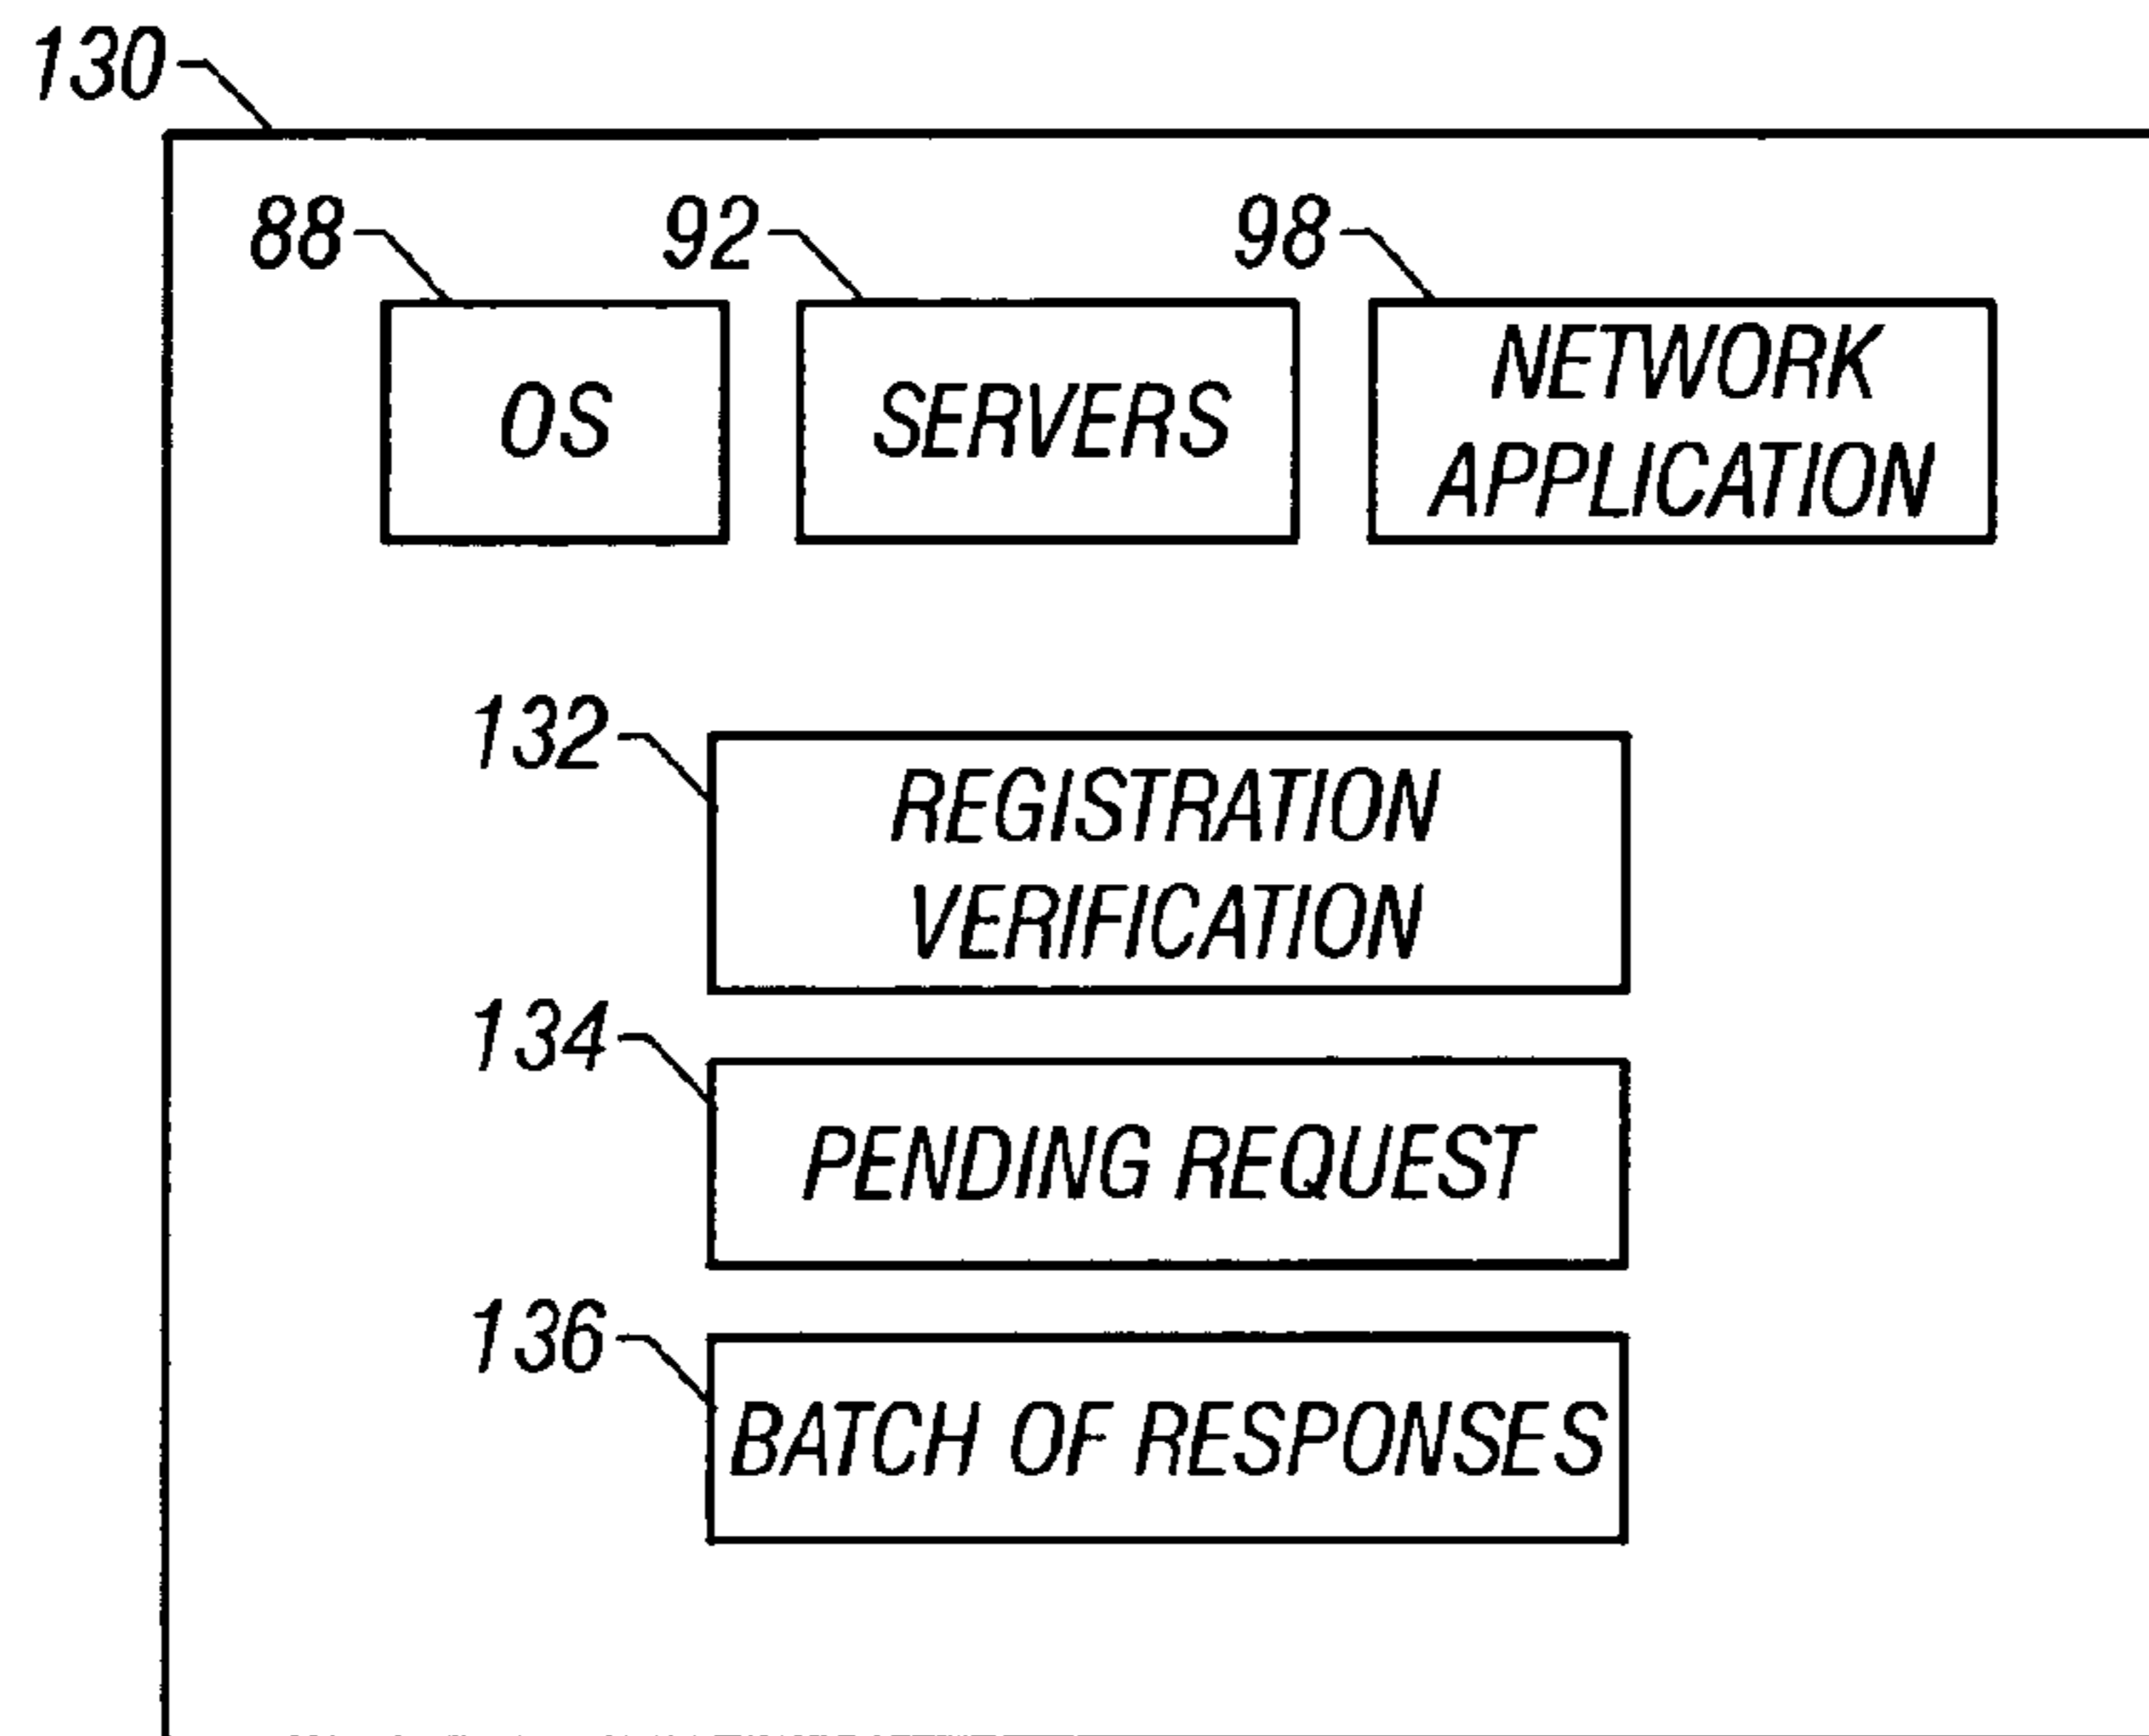 130
88
92
98
OS
SERVERS
NETWORK
APPLICATION
132
REGISTRATION
VERIFICATION
134
PENDING REQUEST
136
BATCH OF RESPONSES